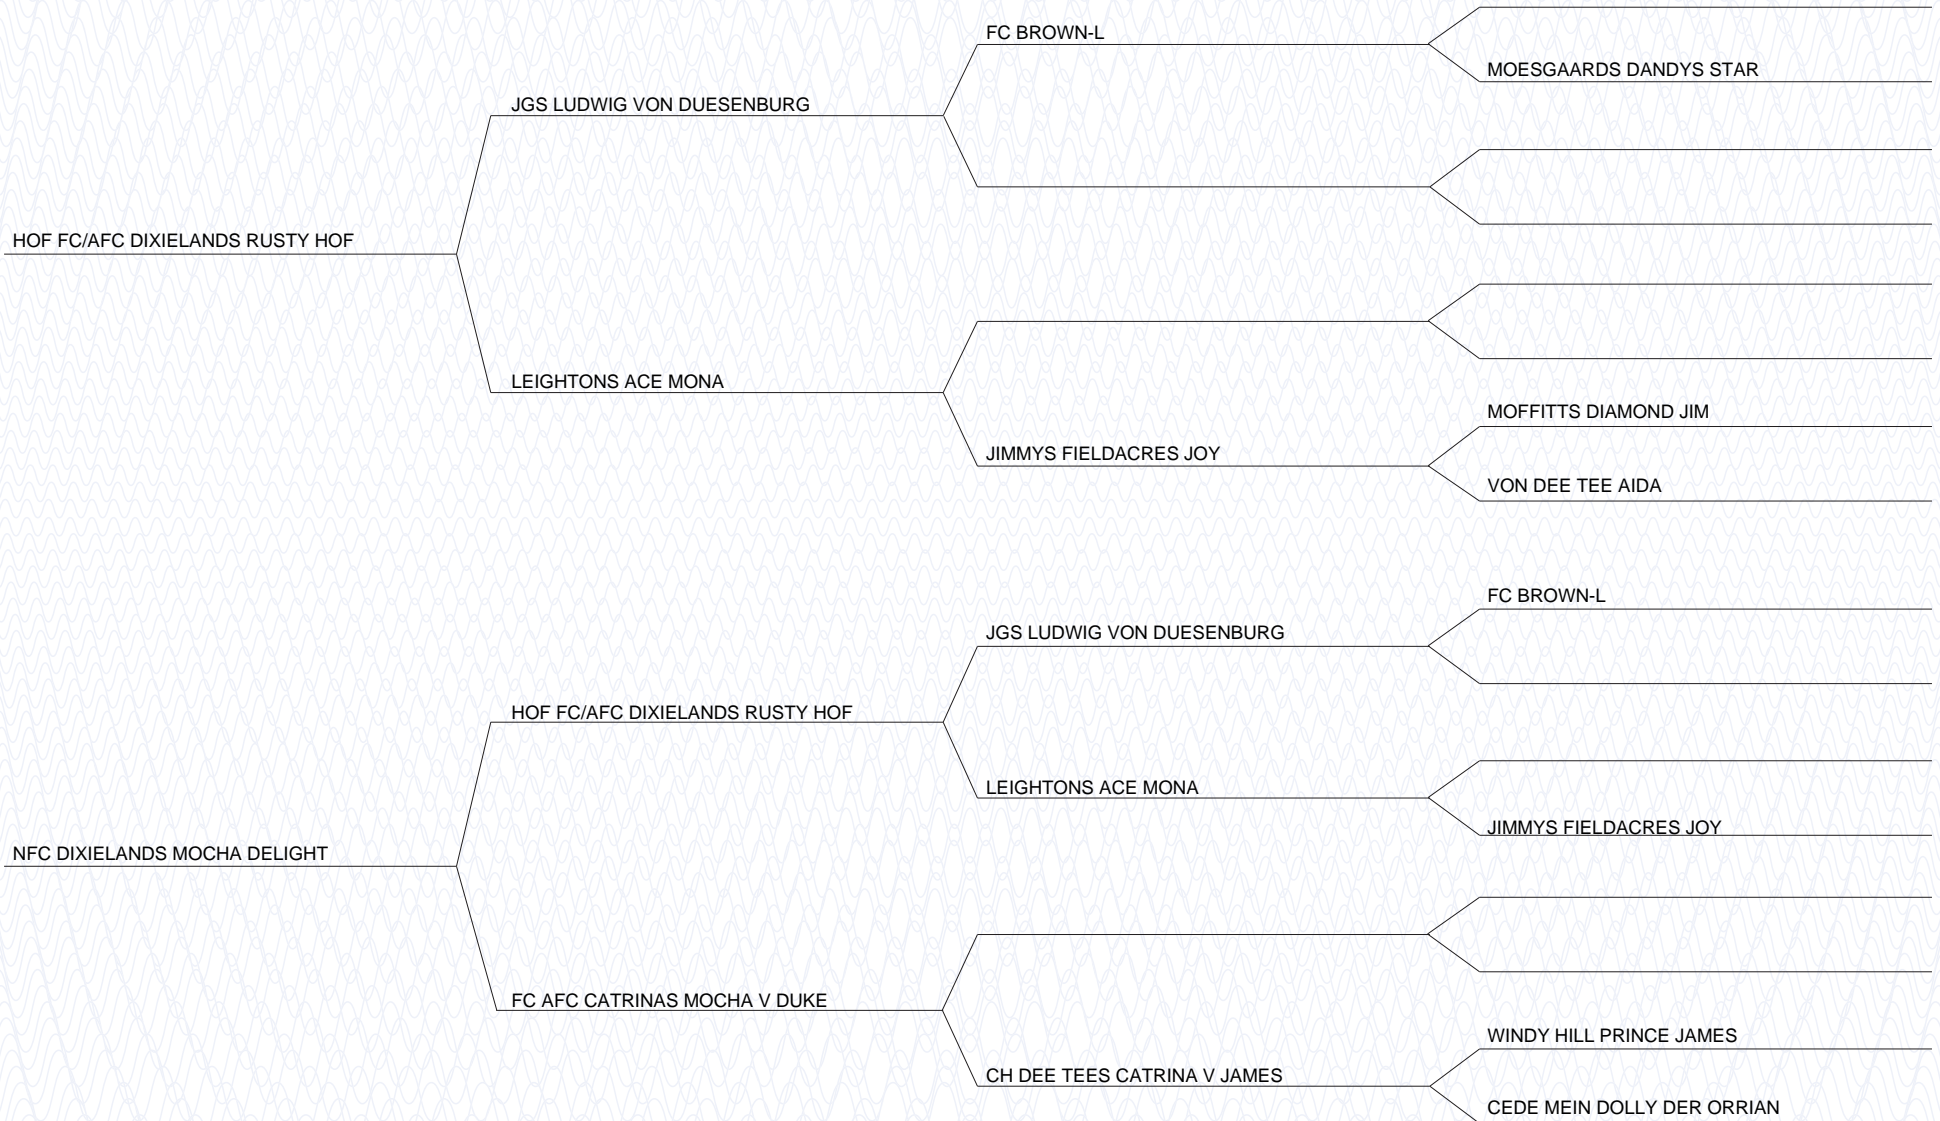 FC BROWN-L
MOESGAARDS DANDYS STAR
JGS LUDWIG VON DUESENBURG
HOF FC/AFC DIXIELANDS RUSTY HOF
LEIGHTONS ACE MONA
MOFFITTS DIAMOND JIM
JIMMYS FIELDACRES JOY
VON DEE TEE AIDA
FC BROWN-L
JGS LUDWIG VON DUESENBURG
HOF FC/AFC DIXIELANDS RUSTY HOF
LEIGHTONS ACE MONA
JIMMYS FIELDACRES JOY
NFC DIXIELANDS MOCHA DELIGHT
FC AFC CATRINAS MOCHA V DUKE
WINDY HILL PRINCE JAMES
CH DEE TEES CATRINA V JAMES
CEDE MEIN DOLLY DER ORRIAN